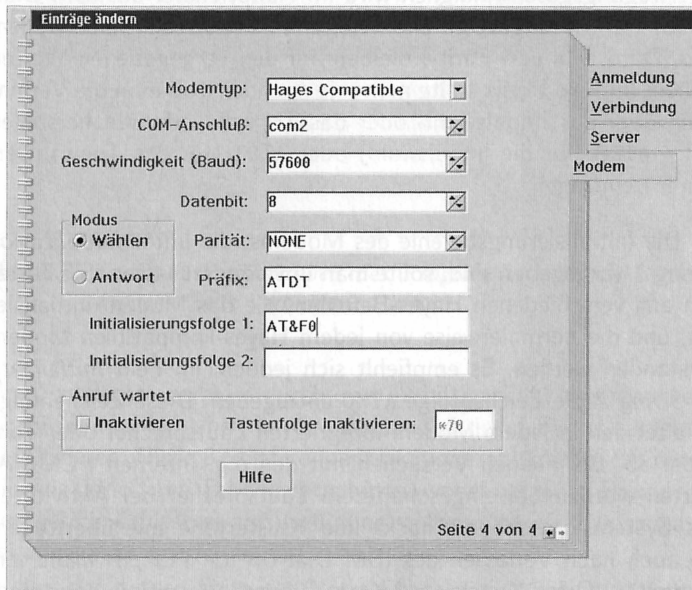 Einträge ändern
Modemtyp: Hayes Compatible
COM-Anschluß: com2
Geschwindigkeit (Baud): 57600
Datenbit: 8
Modus
Wählen
Parität: NONE
Antwort
Präfix: ATDT
Initialisierungsfolge 1: AT&F0
Initialisierungsfolge 2:
Anruf wartet
Inaktivieren
Tastenfolge inaktivieren: *70
Hilfe
Seite 4 von 4
Anmeldung
Verbindung
Server
Modem